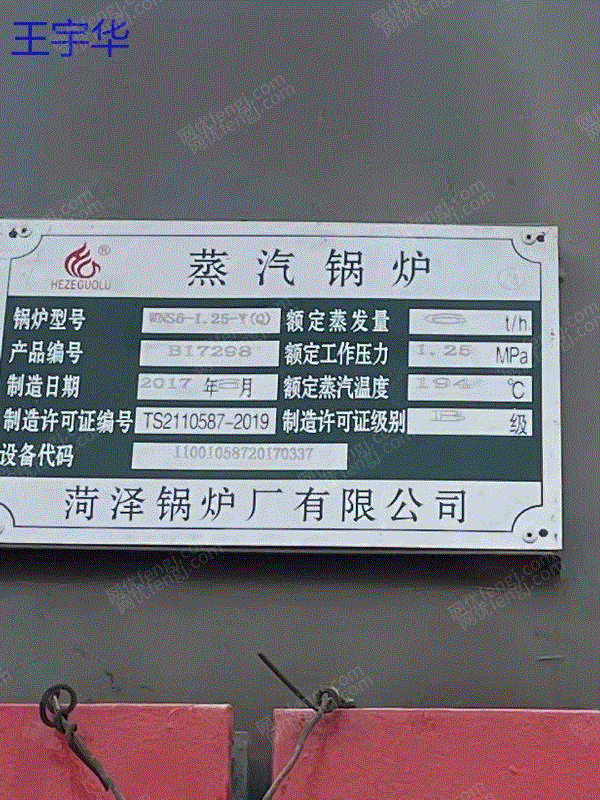 王宇华
HEZEGUOLU ® 蒸汽锅炉
锅炉型号 WNS6-1.25-Y(Q) 额定蒸发量 6 t/h
产品编号 B17298 额定工作压力 1.25 MPa
制造日期 2017 年 8 月 额定蒸汽温度 194 ℃
制造许可证编号 TS2110587-2019 制造许可证级别 B 级
设备代码 11001058720170337
菏泽锅炉厂有限公司